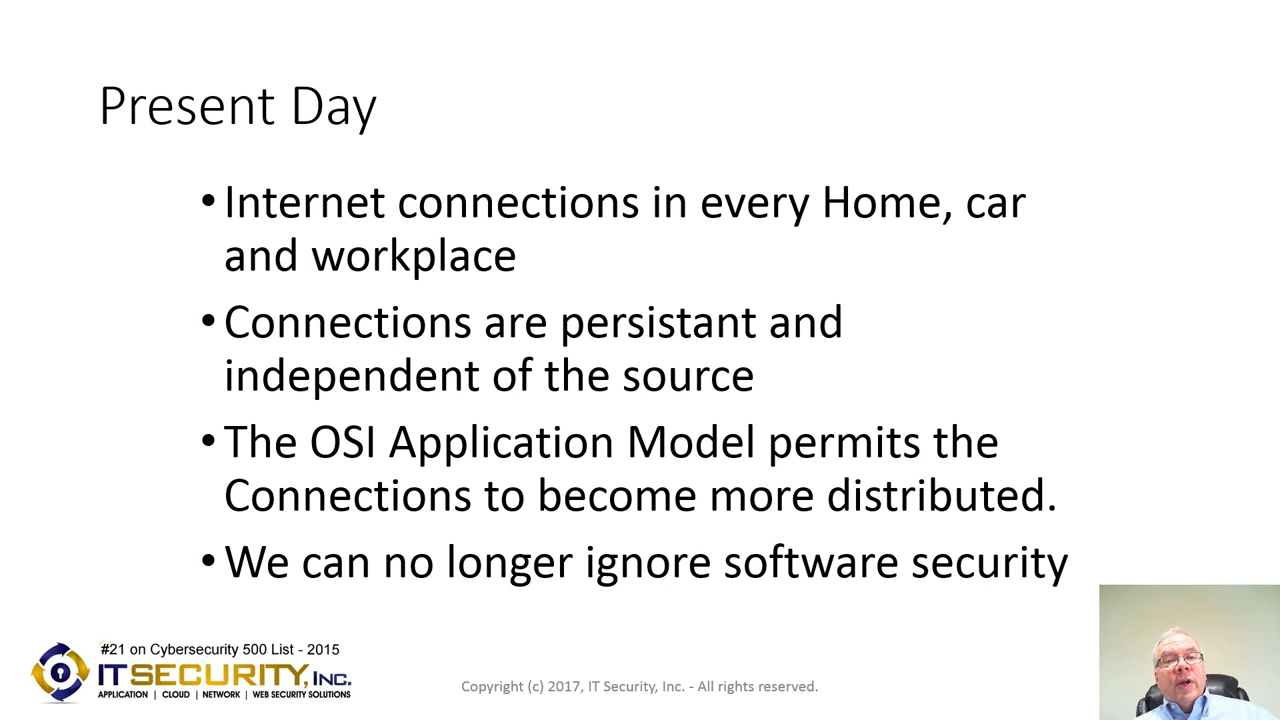 Present Day
• Internet connections in every Home, car
and workplace
• Connections are persistant and
independent of the source
• The OSI Application Model permits the
Connections to become more distributed.
• We can no longer ignore software security
#21 on Cybersecurity 500 List - 2015
IT SECURITY, INC.
APPLICATION | CLOUD | NETWORK | WEB SECURITY SOLUTIONS
Copyright (c) 2017, IT Security, Inc. - All rights reserved.